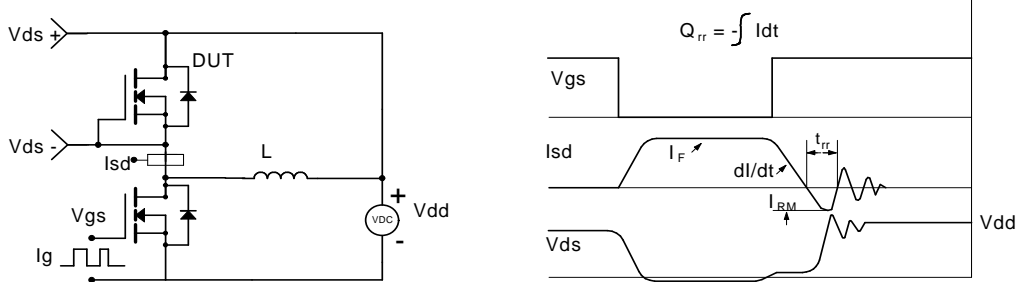 Vds +
DUT
Vds -
Isd
L
Vgs
+
VDC
Vdd
-
Ig
Q rr = -∫ Idt
Vgs
Isd
I F
dI/dt
t rr
I RM
Vdd
Vds